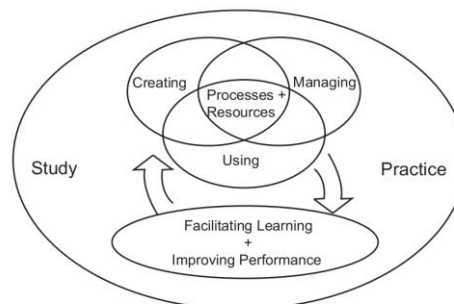 Creating
Managing
Processes +
Resources
Using
Study
Practice
Facilitating Learning
+
Improving Performance